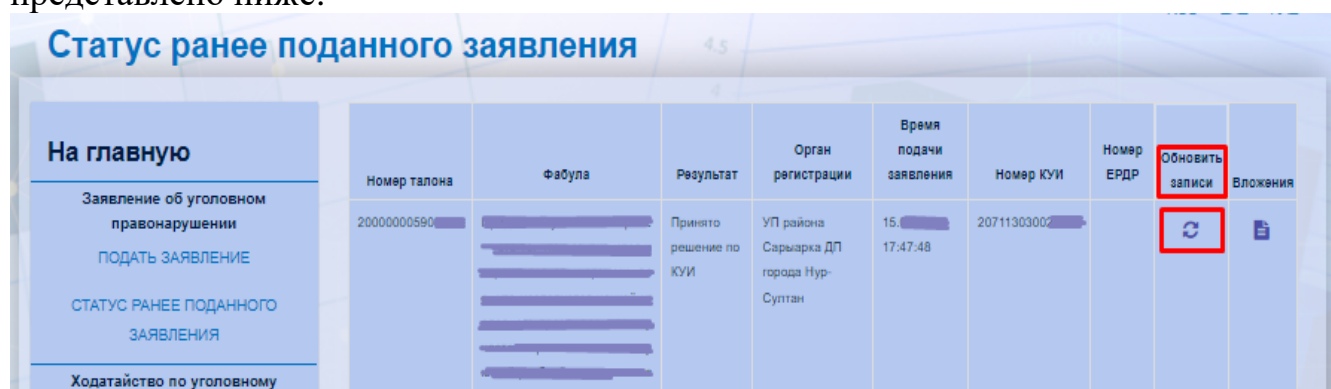 представлено ниже.
Статус ранее поданного заявления
На главную
Заявление об уголовном
правонарушении
ПОДАТЬ ЗАЯВЛЕНИЕ
СТАТУС РАНЕЕ ПОДАННОГО
ЗАЯВЛЕНИЯ
Ходатайство по уголовному
Номер талона
Фабула
Результат
Орган
регистрации
Время
подачи
заявления
Номер КУИ
Номер
ЕРДР
Обновить
записи
Вложения
20000000590
Принято
решение по
КУИ
УП района
Сарыарка ДП
города Нур-
Султан
15.
17:47:48
20711303002